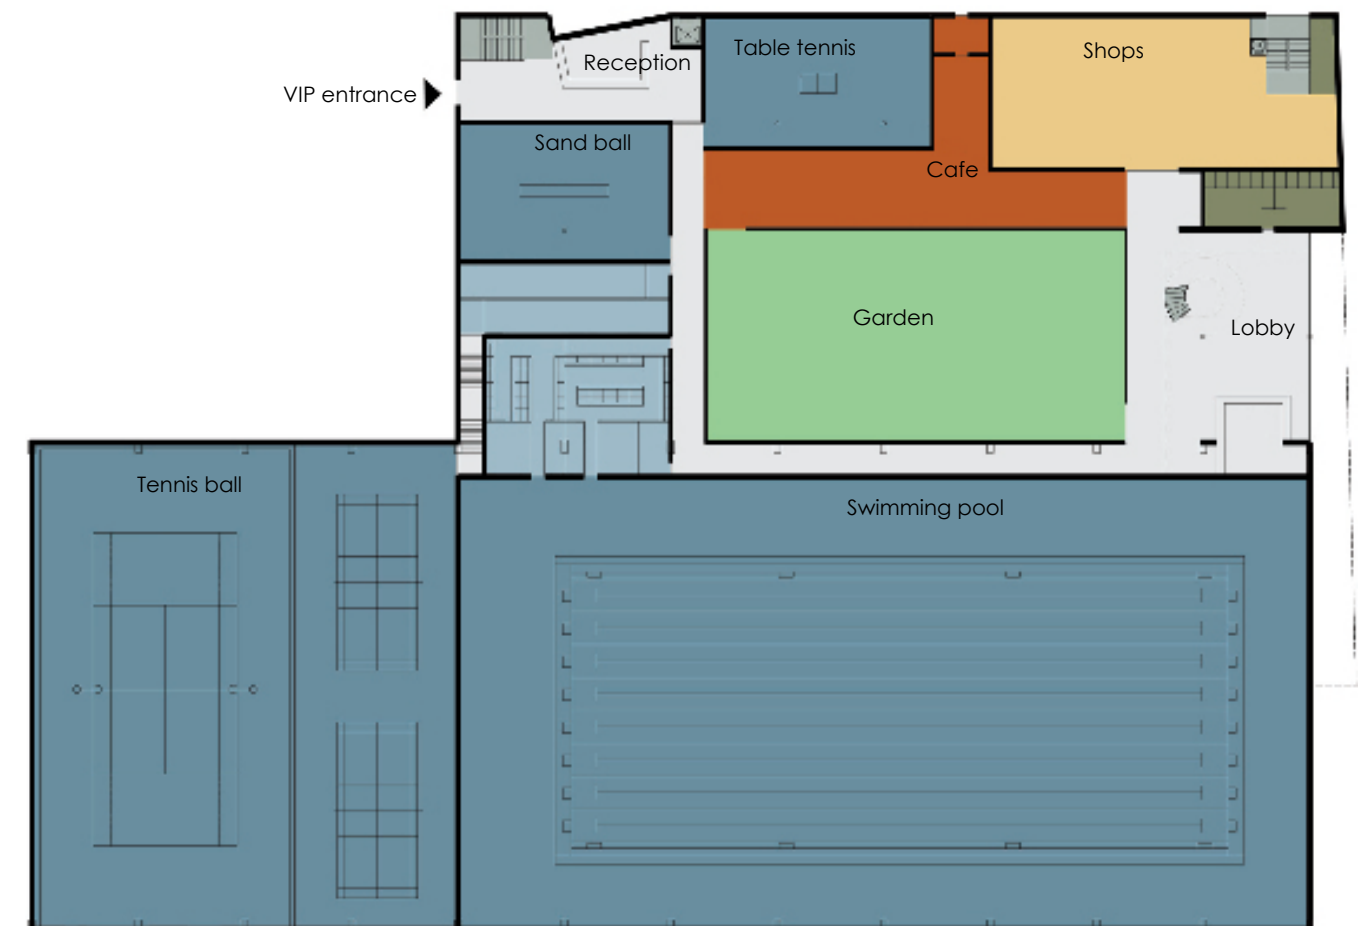 Table tennis
Shops
Reception
VIP entrance
Sand ball
Cafe
Garden
Lobby
Tennis ball
Swimming pool